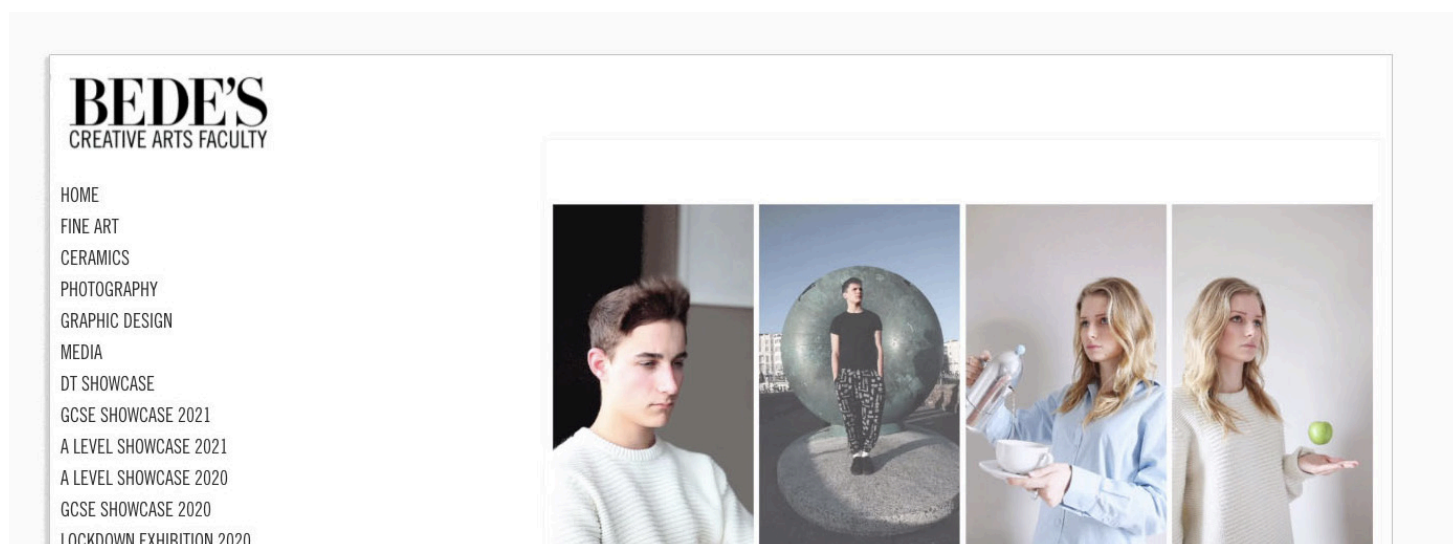 BEDE'S
CREATIVE ARTS FACULTY
HOME
FINE ART
CERAMICS
PHOTOGRAPHY
GRAPHIC DESIGN
MEDIA
DT SHOWCASE
GCSE SHOWCASE 2021
A LEVEL SHOWCASE 2021
A LEVEL SHOWCASE 2020
GCSE SHOWCASE 2020
LOCKDOWN EXHIBITION 2020